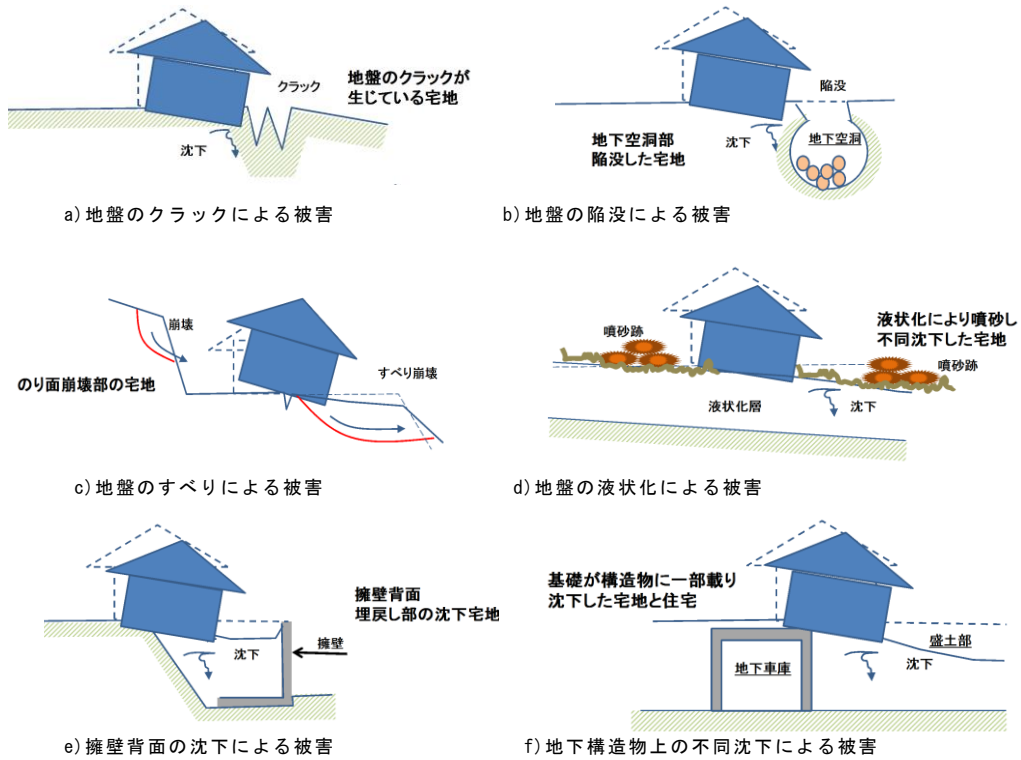 クラック
地盤のクラックが
生じている宅地
沈下
a)地盤のクラックによる被害
陥没
地下空洞部
陥没した宅地
沈下
地下空洞
b)地盤の陥没による被害
崩壊
のり面崩壊部の宅地
すべり崩壊
c)地盤のすべりによる被害
噴砂跡
液状化により噴砂し
不同沈下した宅地
噴砂跡
液状化層
沈下
d)地盤の液状化による被害
擁壁背面
埋戻し部の沈下宅地
沈下
擁壁
e)擁壁背面の沈下による被害
基礎が構造物に一部載り
沈下した宅地と住宅
盛土部
沈下
地下車庫
f)地下構造物上の不同沈下による被害